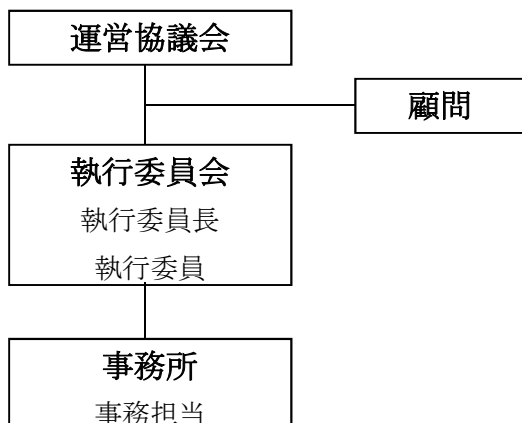 運営協議会
顧問
執行委員会
執行委員長
執行委員
事務所
事務担当